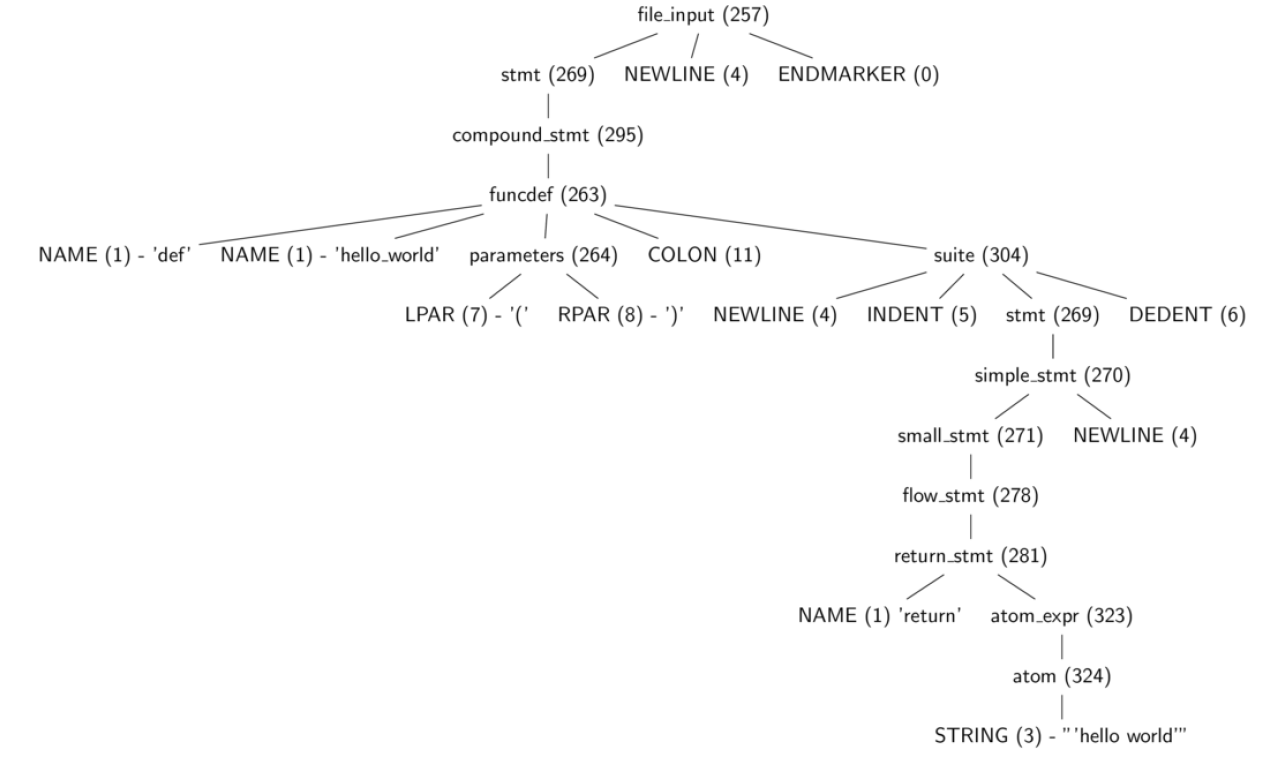 file_input (257)
stmt (269) NEWLINE (4) ENDMARKER (0)
compound_stmt (295)
funcdef (263)
NAME (1) - 'def' NAME (1) - 'hello_world' parameters (264) COLON (11) suite (304)
LPAR (7) - '(' RPAR (8) - ')' NEWLINE (4) INDENT (5) stmt (269) DEDENT (6)
simple_stmt (270)
small_stmt (271) NEWLINE (4)
flow_stmt (278)
return_stmt (281)
NAME (1) 'return' atom_expr (323)
atom (324)
STRING (3) - "'hello world'"